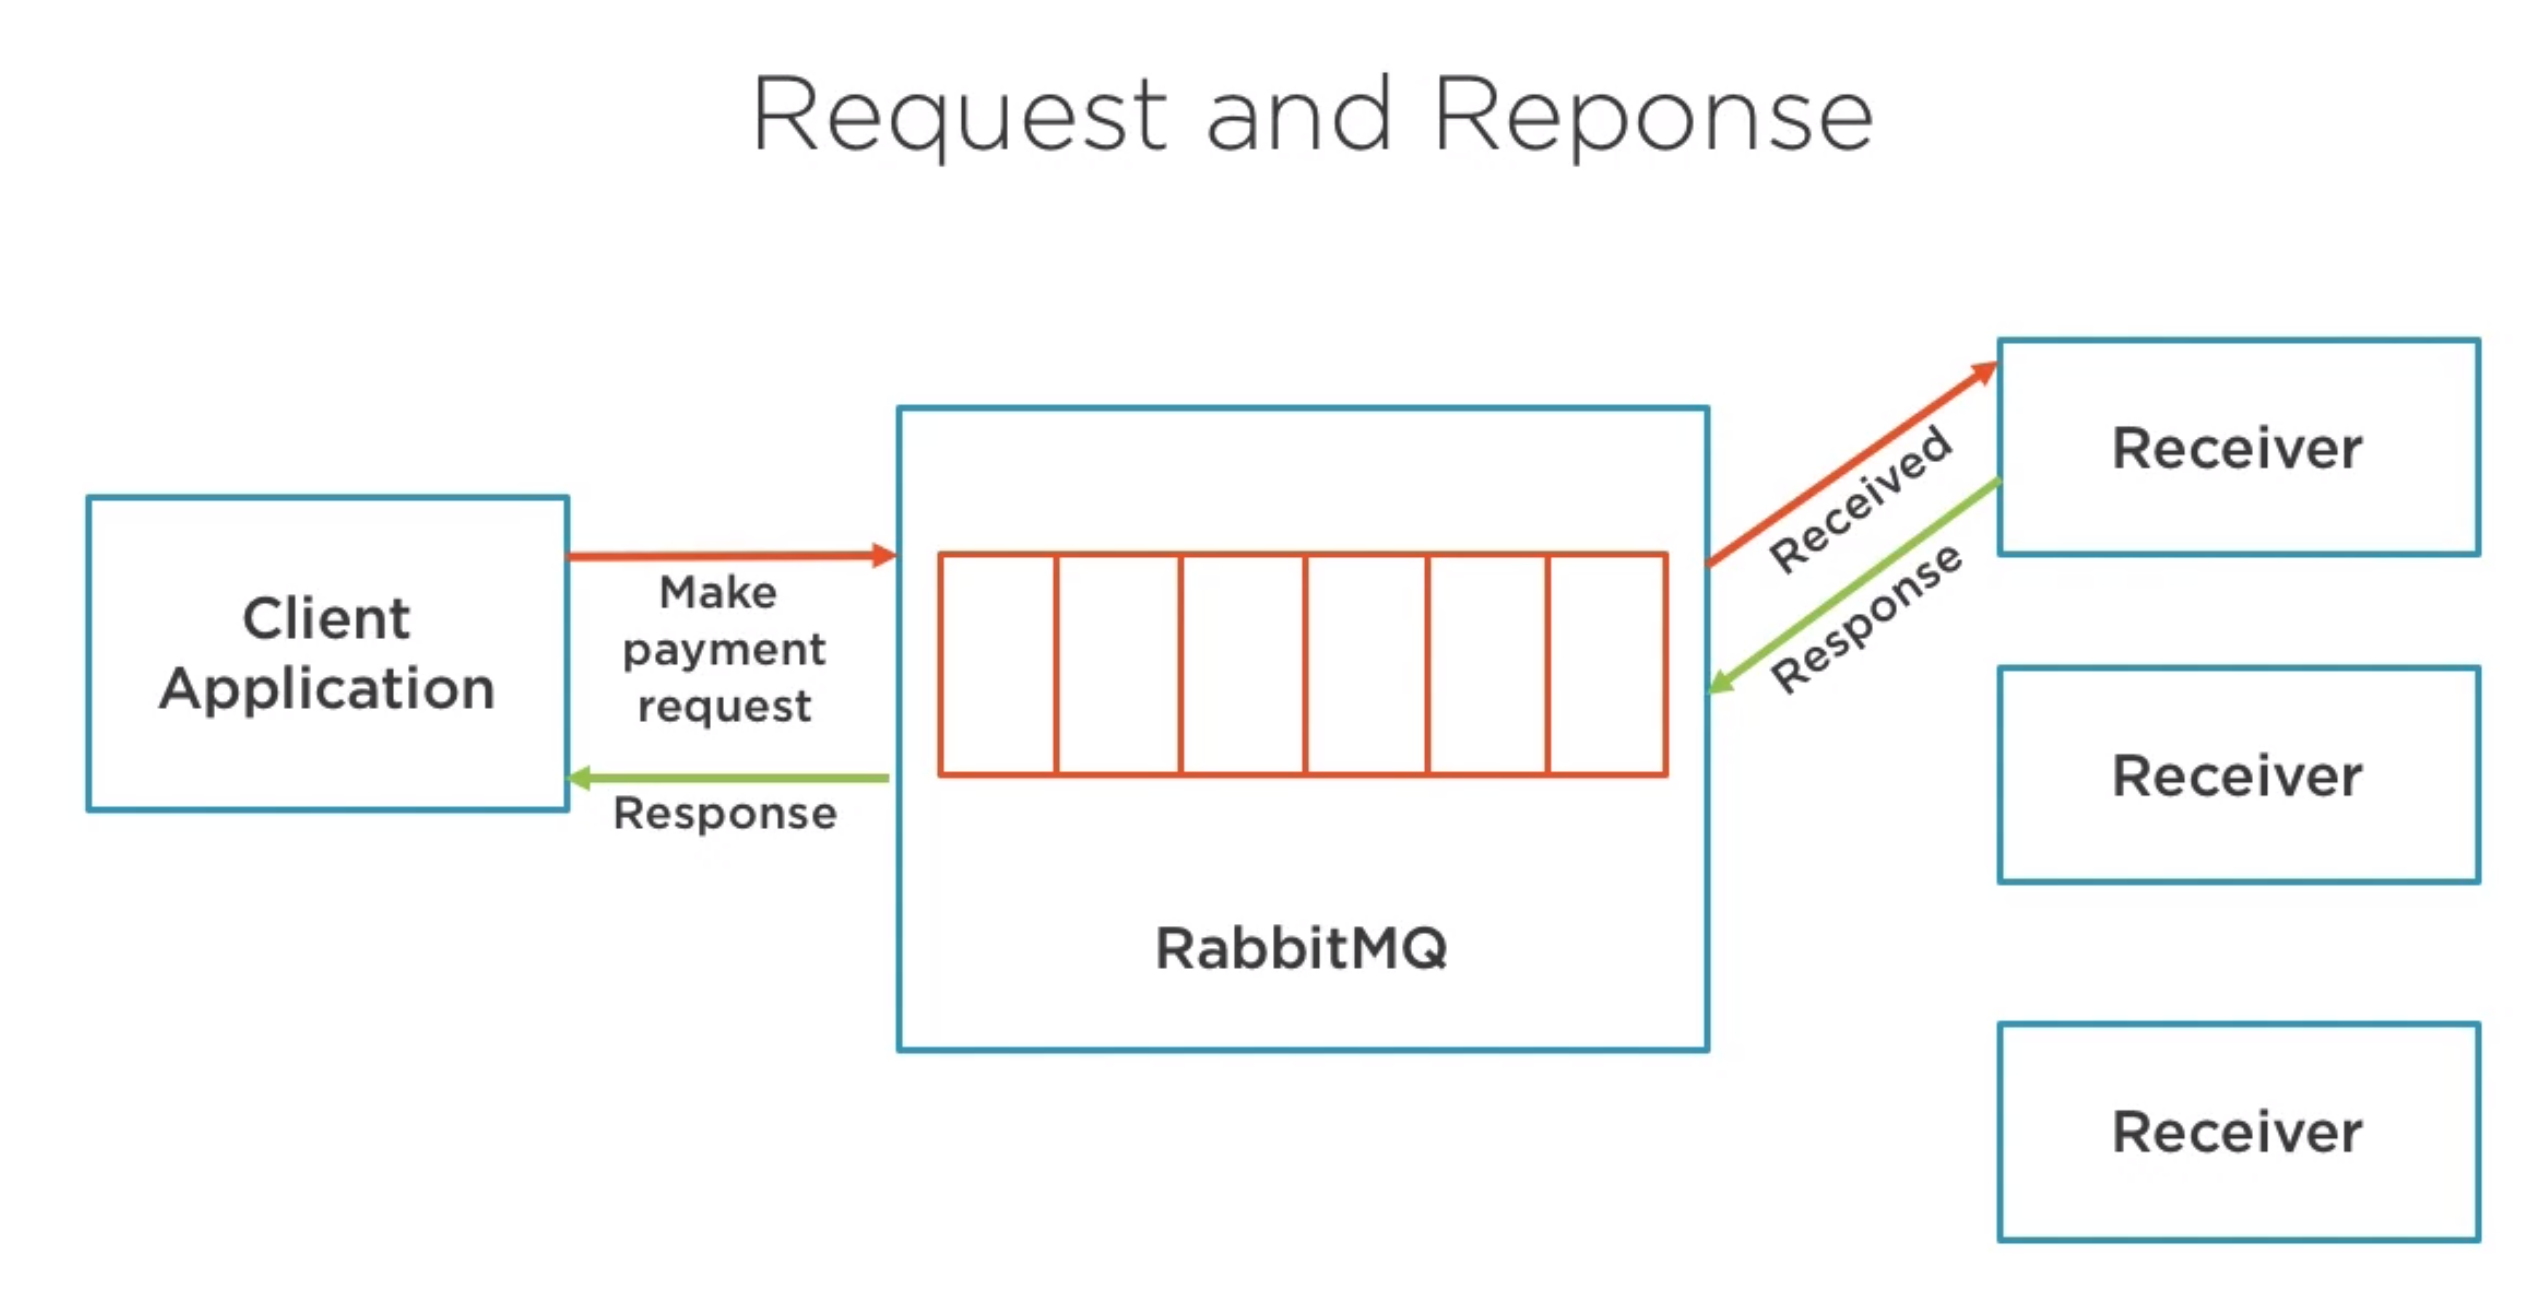 Request and Reponse
Client
Application
Make
payment
request
Response
RabbitMQ
Received
Response
Receiver
Receiver
Receiver